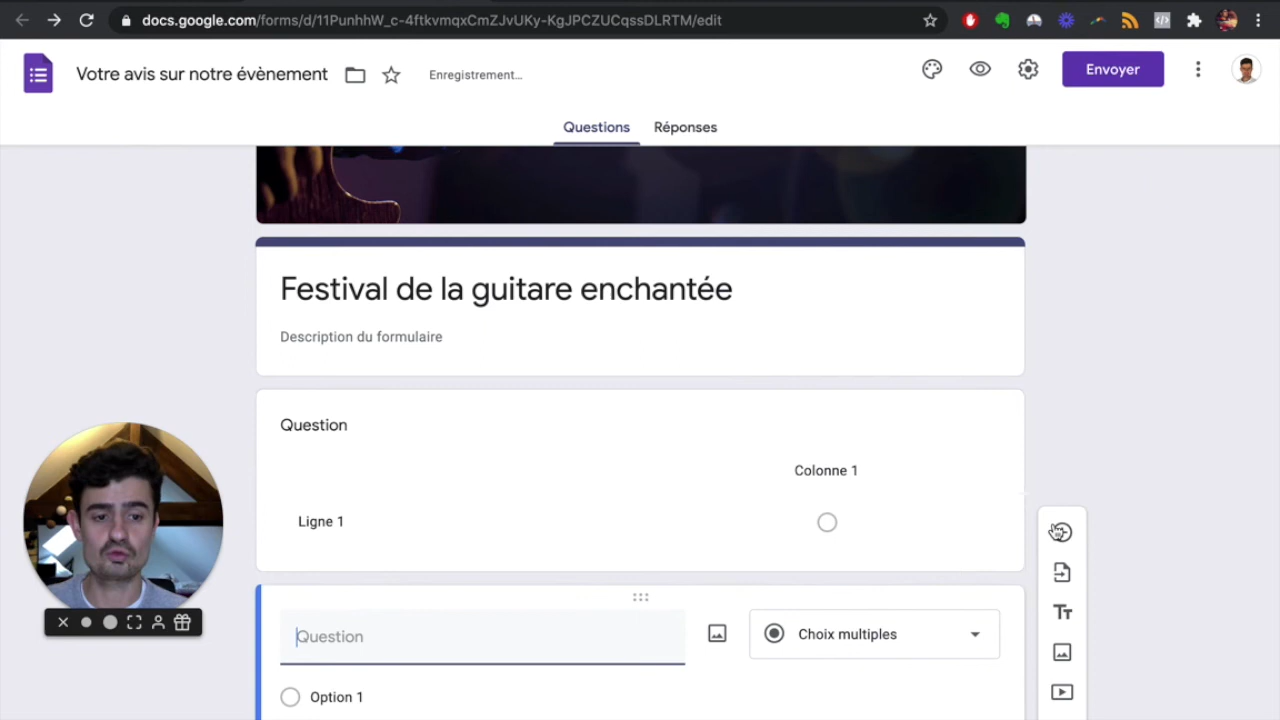 docs.google.com/forms/d/11PunhhW_c-4ftkvmqxCmZJvUKy-KgJPCZUCqssDLRTM/edit
Votre avis sur notre évènement
Enregistrement...
Envoyer
Questions
Réponses
Festival de la guitare enchantée
Description du formulaire
Question
Colonne 1
Ligne 1
Question
Choix multiples
Option 1